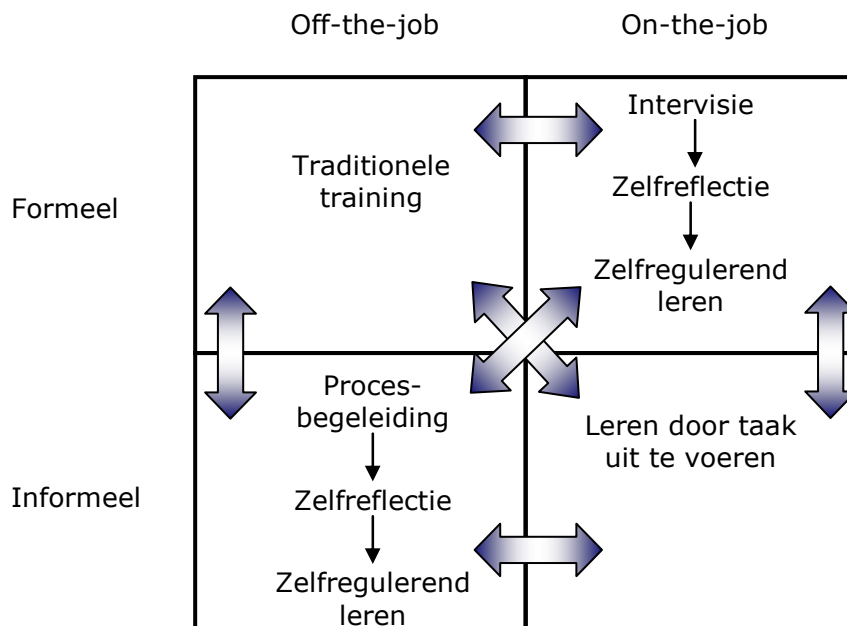 Off-the-job
On-the-job
Formeel
Traditionele
training
Intervisie
Zelfreflectie
Zelfregulerend
leren
Informeel
Proces-
begeleiding
Zelfreflectie
Zelfregulerend
leren
Leren door taak
uit te voeren